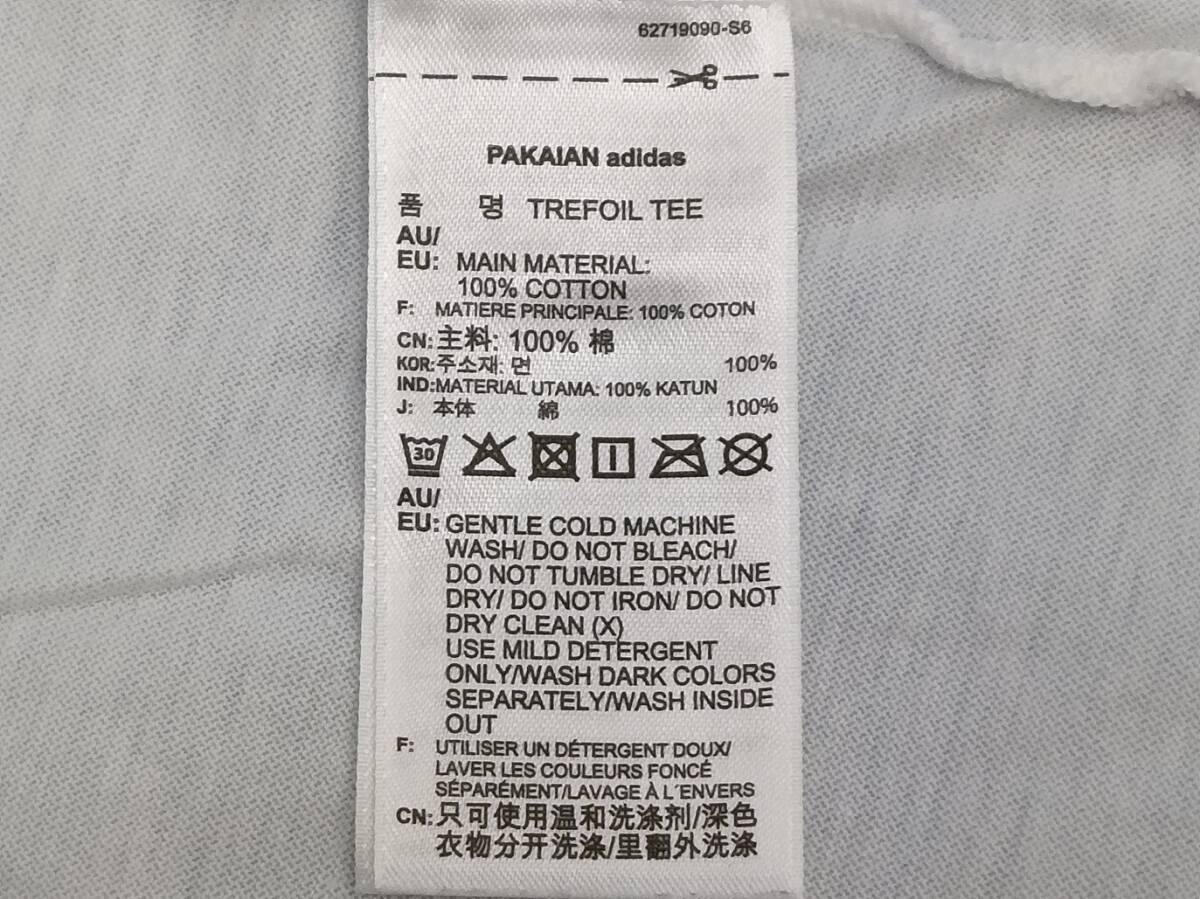 62719090-S6
PAKAIAN adidas
품 명 TREFOIL TEE
AU/
EU: MAIN MATERIAL:
100% COTTON
F: MATIERE PRINCIPALE: 100% COTON
CN: 主料: 100% 棉
KOR: 주소재: 면 100%
IND: MATERIAL UTAMA: 100% KATUN
J: 本体 綿 100%
30
AU/
EU: GENTLE COLD MACHINE
WASH/ DO NOT BLEACH/
DO NOT TUMBLE DRY/ LINE
DRY/ DO NOT IRON/ DO NOT
DRY CLEAN (X)
USE MILD DETERGENT
ONLY/WASH DARK COLORS
SEPARATELY/WASH INSIDE
OUT
F: UTILISER UN DÉTERGENT DOUX/
LAVER LES COULEURS FONCÉ
SÉPARÉMENT/LAVAGE À L´ENVERS
CN: 只可使用温和洗涤剂/深色
衣物分开洗涤/里翻外洗涤